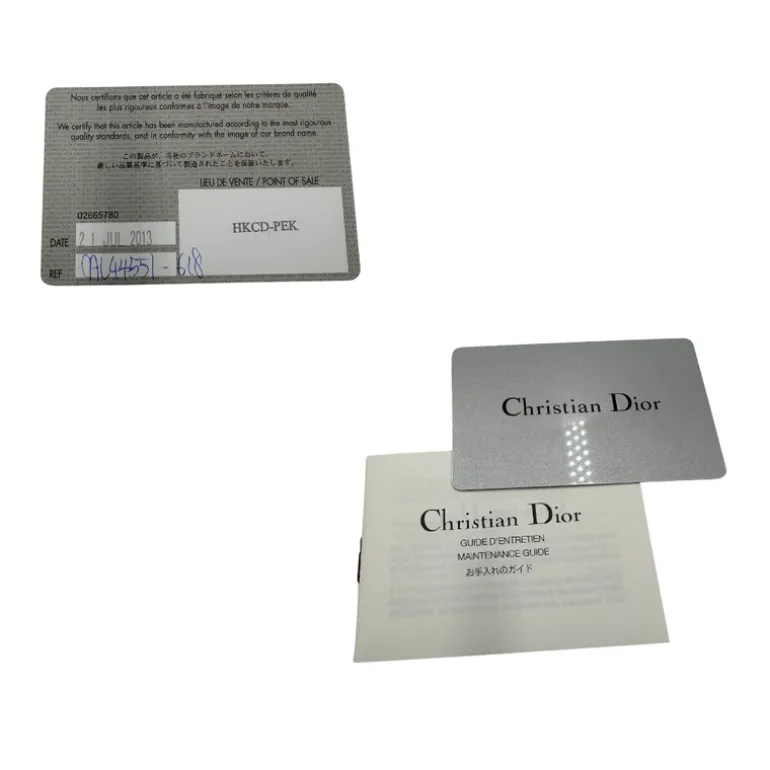 Nous certifions que cet article a été fabriqué selon les critères de qualité
les plus rigoureux conformes à l'image de notre marque.
We certify that this article has been manufactured according to the most rigourous
quality standards, and in conformity with the image of our brand name.
この製品が、当社のブランドネームにおいて、
厳しい品質基準に基づいて製造されたことを保証いたします。
LIEU DE VENTE / POINT OF SALE
02665780
HKCD-PEK
DATE 21 JUL 2013
REF CAL44551-618
Christian Dior
Christian Dior
GUIDE D'ENTRETIEN
MAINTENANCE GUIDE
お手入れのガイド